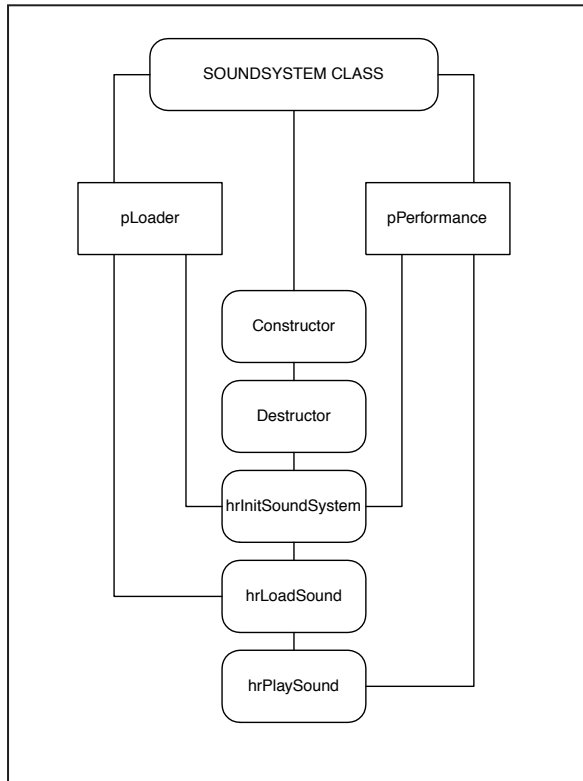 SOUNDSYSTEM CLASS
pLoader
pPerformance
Constructor
Destructor
hrInitSoundSystem
hrLoadSound
hrPlaySound